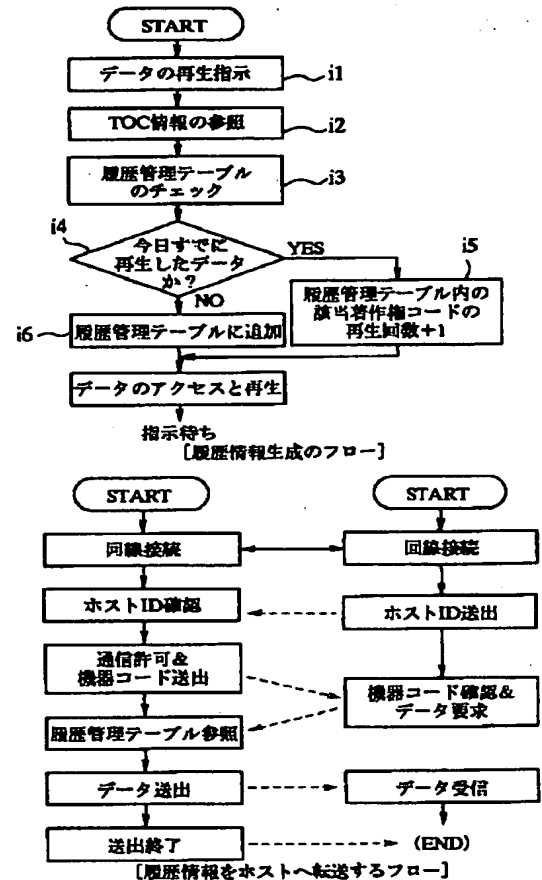 START
データの再生指示
i1
TOC情報の参照
i2
履歴管理テーブル
のチェック
i3
i4
今日すでに
再生したデータ
か?
YES
NO
i5
履歴管理テーブル内の
該当著作権コードの
再生回数+1
i6
履歴管理テーブルに追加
データのアクセスと再生
指示待ち
[履歴情報生成のフロー]
START
START
回線接続
回線接続
ホストID確認
ホストID送出
通信許可&
機器コード送出
機器コード確認&
データ要求
履歴管理テーブル参照
データ送出
データ受信
送出終了
(END)
[履歴情報をホストへ転送するフロー]